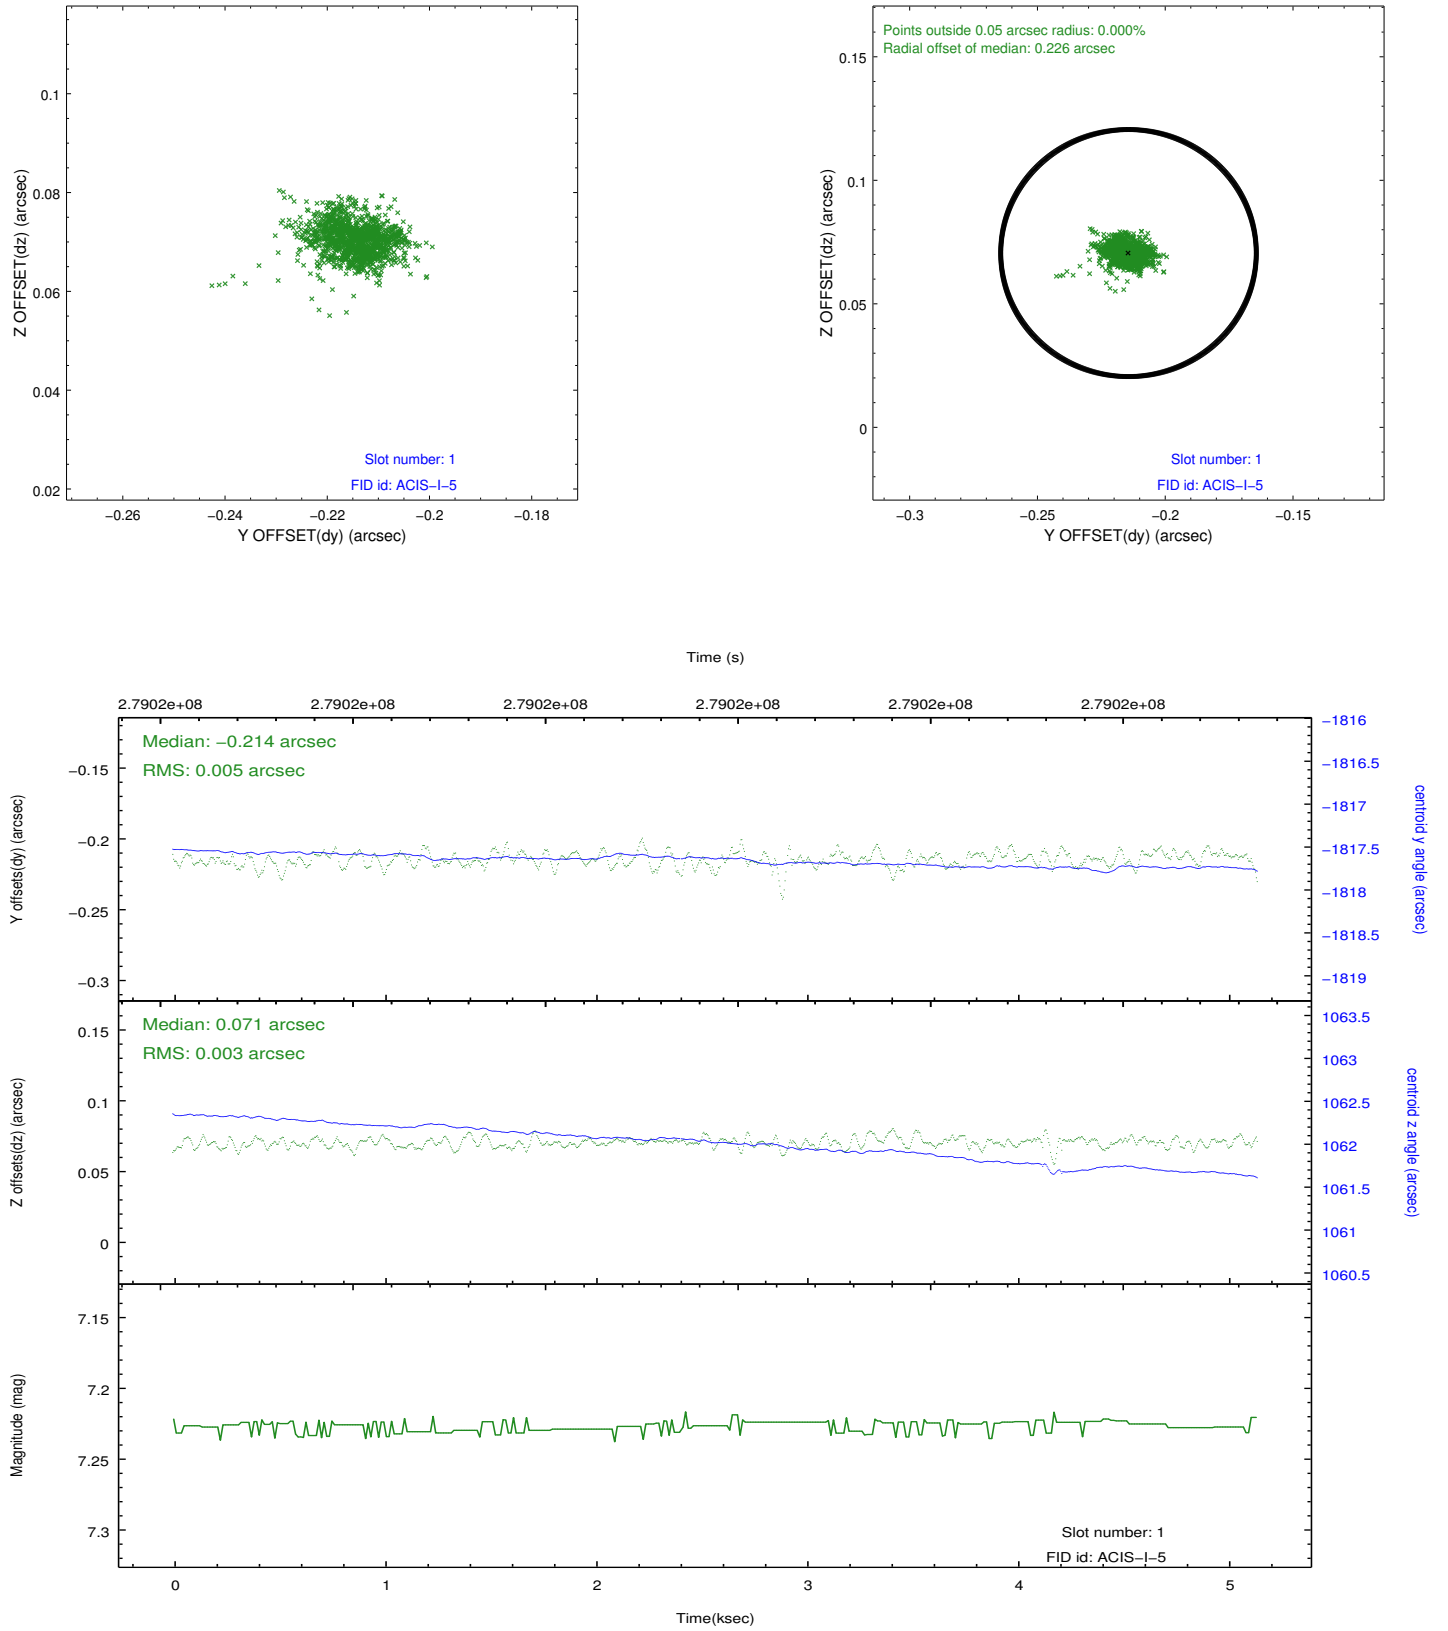 Points outside 0.05 arcsec radius: 0.000%
Radial offset of median: 0.226 arcsec
0.1
0.08
0.06
0.04
0.02
Z OFFSET(dz) (arcsec)
Slot number: 1
FID id: ACIS−I−5
−0.26 −0.24 −0.22 −0.2 −0.18
Y OFFSET(dy) (arcsec)
0.15
0.1
0.05
0
Z OFFSET(dz) (arcsec)
Slot number: 1
FID id: ACIS−I−5
−0.3 −0.25 −0.2 −0.15
Y OFFSET(dy) (arcsec)
Time (s)
2.7902e+08 2.7902e+08 2.7902e+08 2.7902e+08 2.7902e+08 2.7902e+08
Median: −0.214 arcsec
RMS: 0.005 arcsec
−0.15
−0.2
−0.25
−0.3
Y offsets(dy) (arcsec)
−1816
−1816.5
−1817
−1817.5
−1818
−1818.5
−1819
centroid y angle (arcsec)
Median: 0.071 arcsec
RMS: 0.003 arcsec
0.15
0.1
0.05
0
Z offsets(dz) (arcsec)
1063.5
1063
1062.5
1062
1061.5
1061
1060.5
centroid z angle (arcsec)
7.15
7.2
7.25
7.3
Magnitude (mag)
Slot number: 1
FID id: ACIS−I−5
0 1 2 3 4 5
Time(ksec)